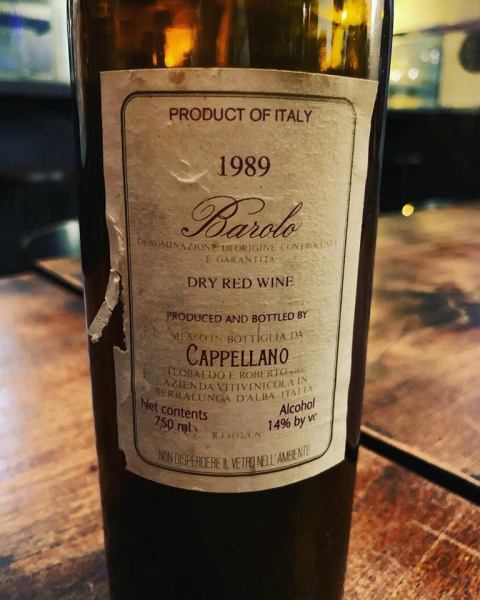 PRODUCT OF ITALY
1989
Barolo
DENOMINAZIONE DI ORIGINE CONTROLLATA
E GARANTITA
DRY RED WINE
PRODUCED AND BOTTLED BY
MESSO IN BOTTIGLIA DA
CAPPELLANO
TEOBALDO E ROBERTO s.n.c.
AZIENDA VITIVINICOLA IN
SERRALUNGA D'ALBA-ITALIA
Net contents
750 ml
Alcohol
14% by vo
NON DISPERDERE IL VETRO NELL'AMBIENTE